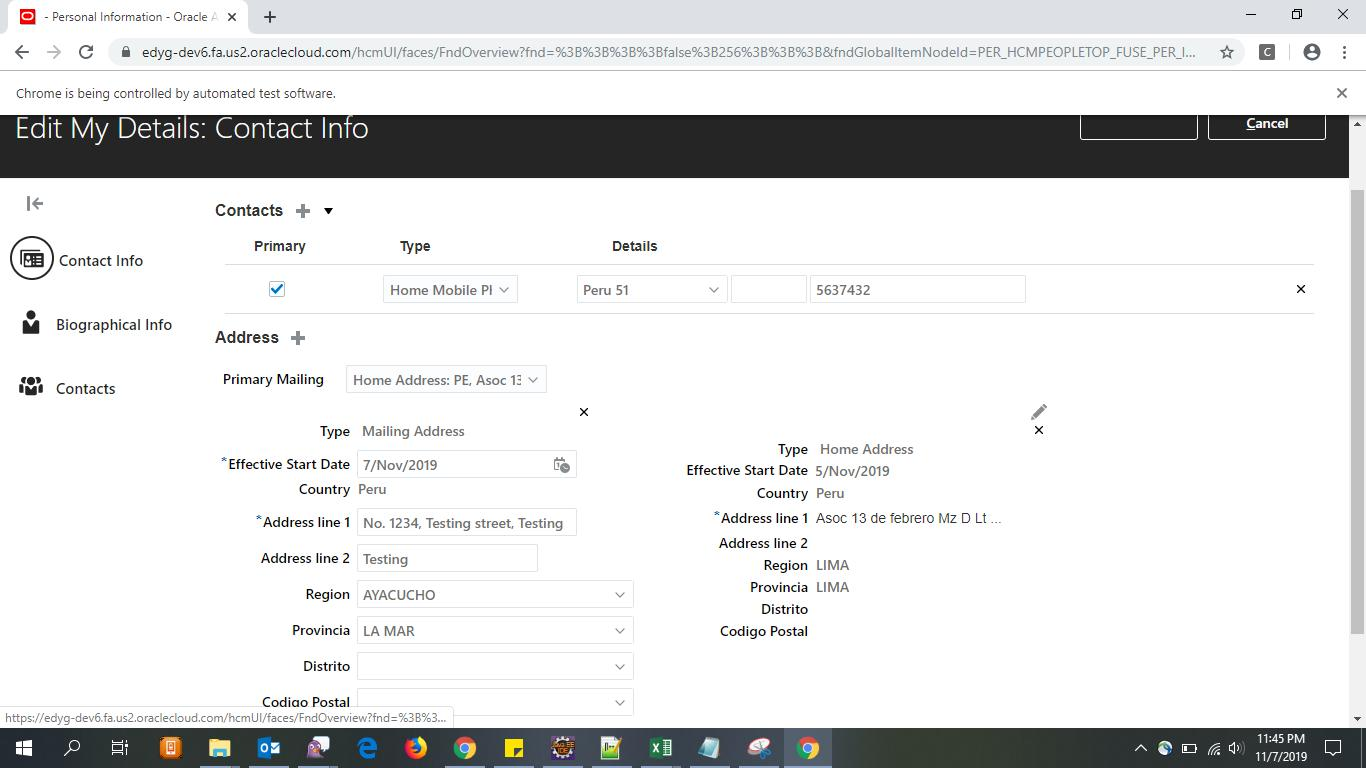 - Personal Information - Oracle A
edyg-dev6.fa.us2.oraclecloud.com/hcmUI/faces/FndOverview?fnd=%3B%3B%3B%3Bfalse%3B256%3B%3B%3B&fndGlobalItemNodeId=PER_HCMPEOPLETOP_FUSE_PER_I...
C
Chrome is being controlled by automated test software.
Edit My Details: Contact Info
Cancel
Contacts
Primary Type Details
Contact Info
Home Mobile Pl Peru 51 5637432
Biographical Info
Address
Primary Mailing Home Address: PE, Asoc 13
Contacts
Type Mailing Address
*Effective Start Date 7/Nov/2019
Country Peru
*Address line 1 No. 1234, Testing street, Testing
Address line 2 Testing
Region AYACUCHO
Provincia LA MAR
Distrito
Codigo Postal
Type Home Address
Effective Start Date 5/Nov/2019
Country Peru
*Address line 1 Asoc 13 de febrero Mz D Lt ...
Address line 2
Region LIMA
Provincia LIMA
Distrito
Codigo Postal
https://edyg-dev6.fa.us2.oraclecloud.com/hcmUI/faces/FndOverview?fnd=%3B%3...
11:45 PM
11/7/2019